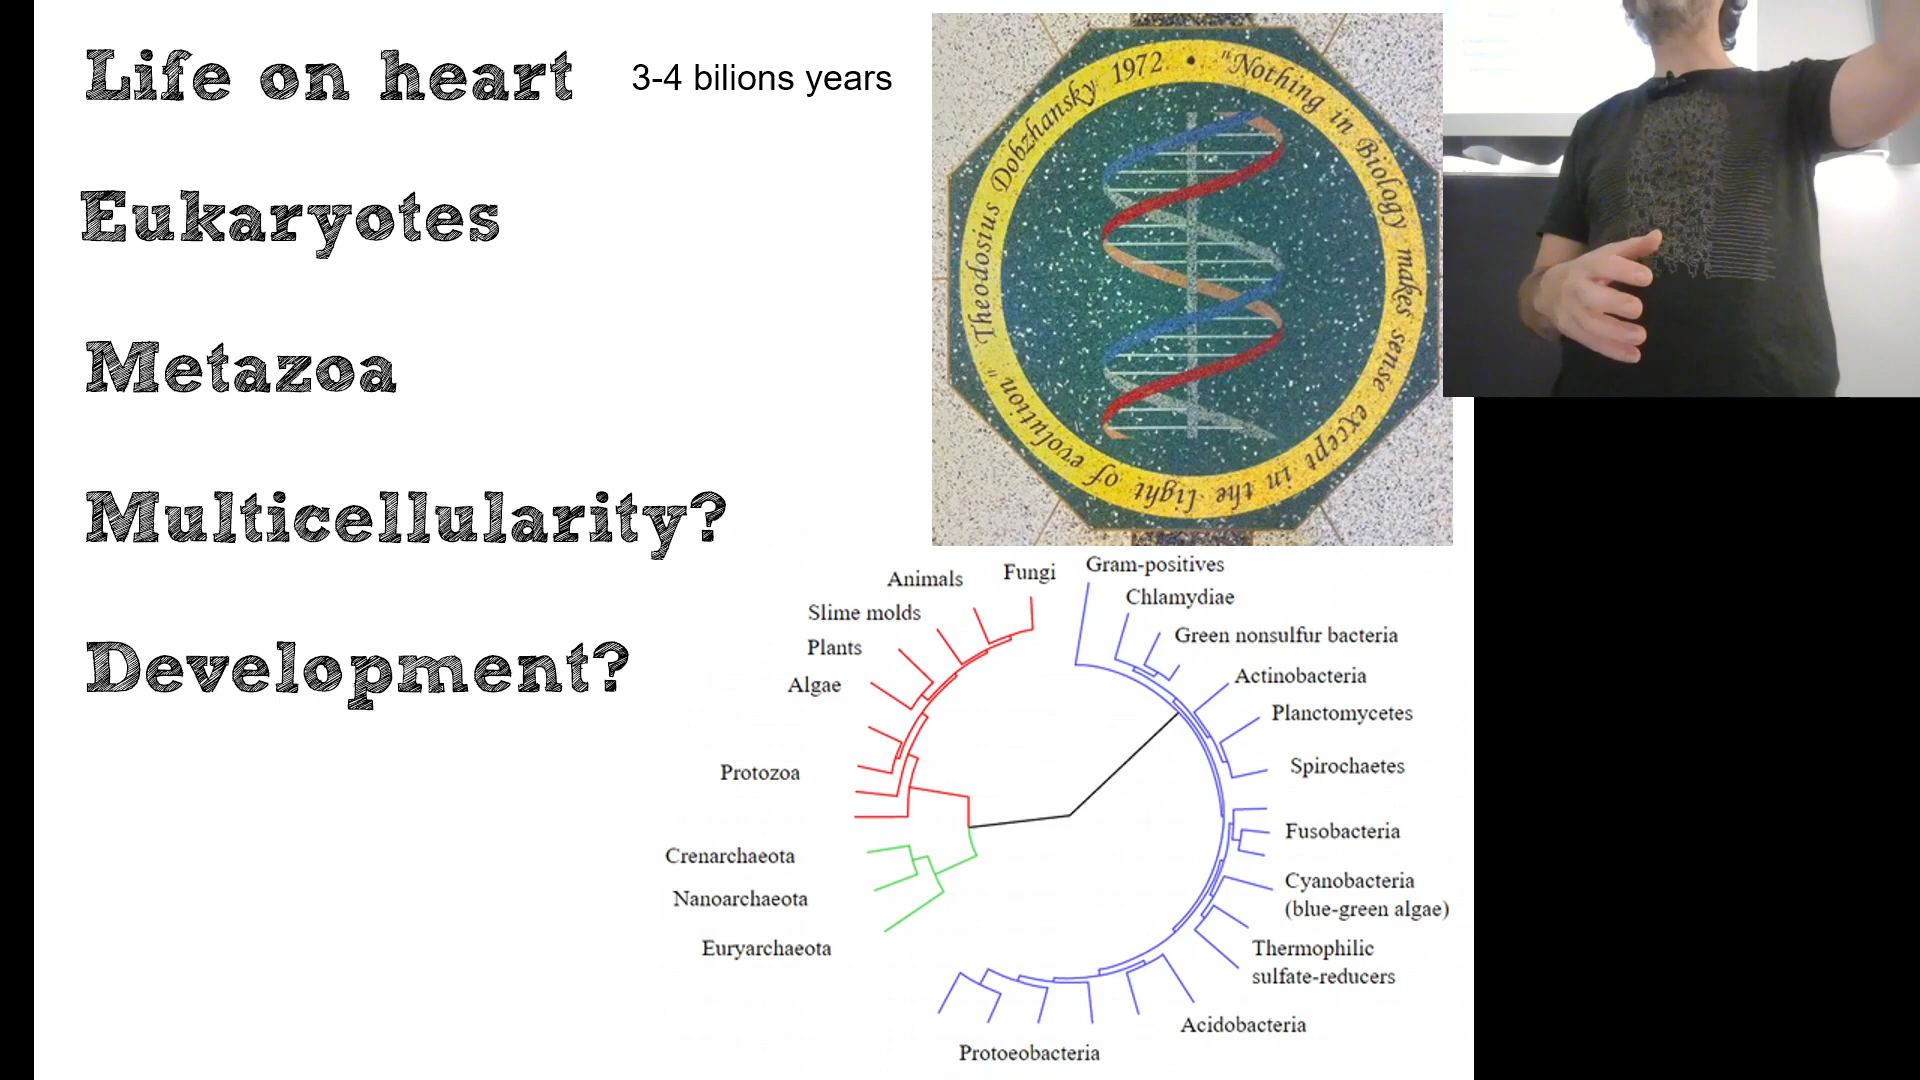 Life on heart
3-4 bilions years
Eukaryotes
Metazoa
Multicellularity?
Development?
Theodosius Dobzhansky 1972 • "Nothing in Biology makes sense except in the light of evolution"
Animals
Fungi
Gram-positives
Slime molds
Chlamydiae
Plants
Green nonsulfur bacteria
Algae
Actinobacteria
Planctomycetes
Protozoa
Spirochaetes
Fusobacteria
Crenarchaeota
Cyanobacteria
(blue-green algae)
Nanoarchaeota
Euryarchaeota
Thermophilic
sulfate-reducers
Acidobacteria
Protoeobacteria